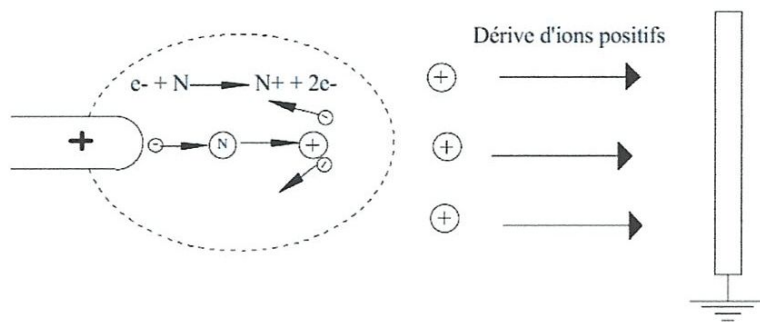 Dérive d'ions positifs
e- + N → N+ + 2e-
+
-
N
+
-
-
+
+
+